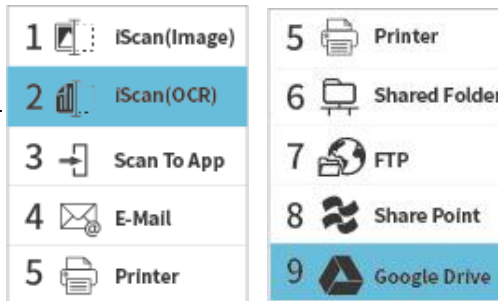 1 iScan(Image)
2 iScan(OCR)
3 Scan To App
4 E-Mail
5 Printer
5 Printer
6 Shared Folder
7 FTP
8 Share Point
9 Google Drive